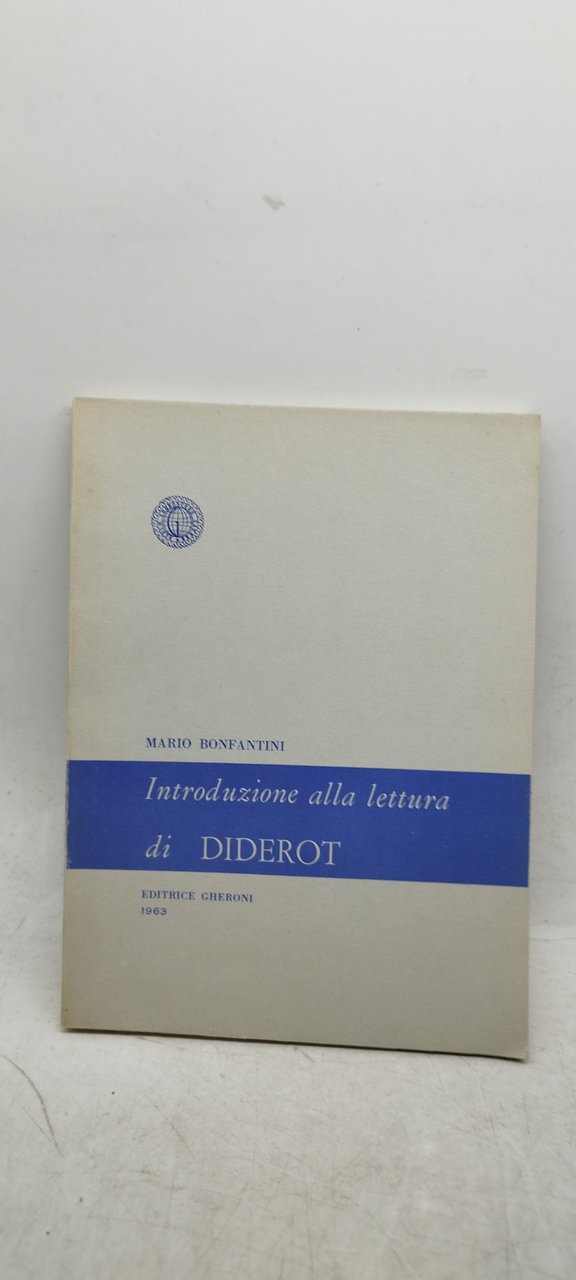 MARIO BONFANTINI
Introduzione alla lettura
di DIDEROT
EDITRICE GHERONI
1963